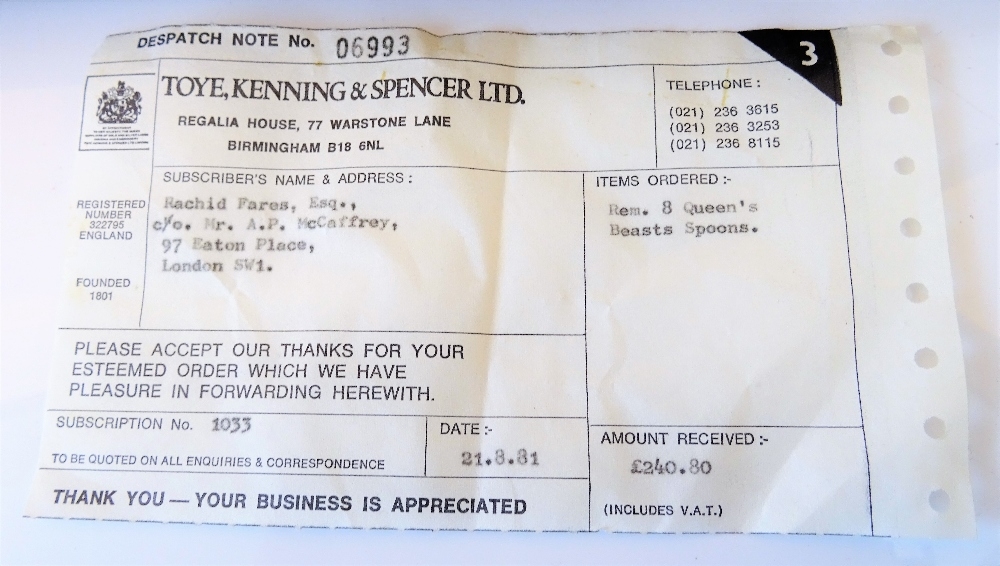 DESPATCH NOTE No. 06993
3
TOYE, KENNING & SPENCER LTD.
REGALIA HOUSE, 77 WARSTONE LANE
BIRMINGHAM B18 6NL
TELEPHONE :
(021) 236 3615
(021) 236 3253
(021) 236 8115
REGISTERED
NUMBER
322795
ENGLAND
FOUNDED
1801
SUBSCRIBER'S NAME & ADDRESS :
Rachid Fares, Esq.,
c/o. Mr. A.P. McCaffrey,
97 Eaton Place,
London SW1.
ITEMS ORDERED :-
Rem. 8 Queen's
Beasts Spoons.
PLEASE ACCEPT OUR THANKS FOR YOUR
ESTEEMED ORDER WHICH WE HAVE
PLEASURE IN FORWARDING HEREWITH.
SUBSCRIPTION No. 1033
TO BE QUOTED ON ALL ENQUIRIES & CORRESPONDENCE
DATE :-
21.8.81
AMOUNT RECEIVED :-
£240.80
(INCLUDES V.A.T.)
THANK YOU — YOUR BUSINESS IS APPRECIATED